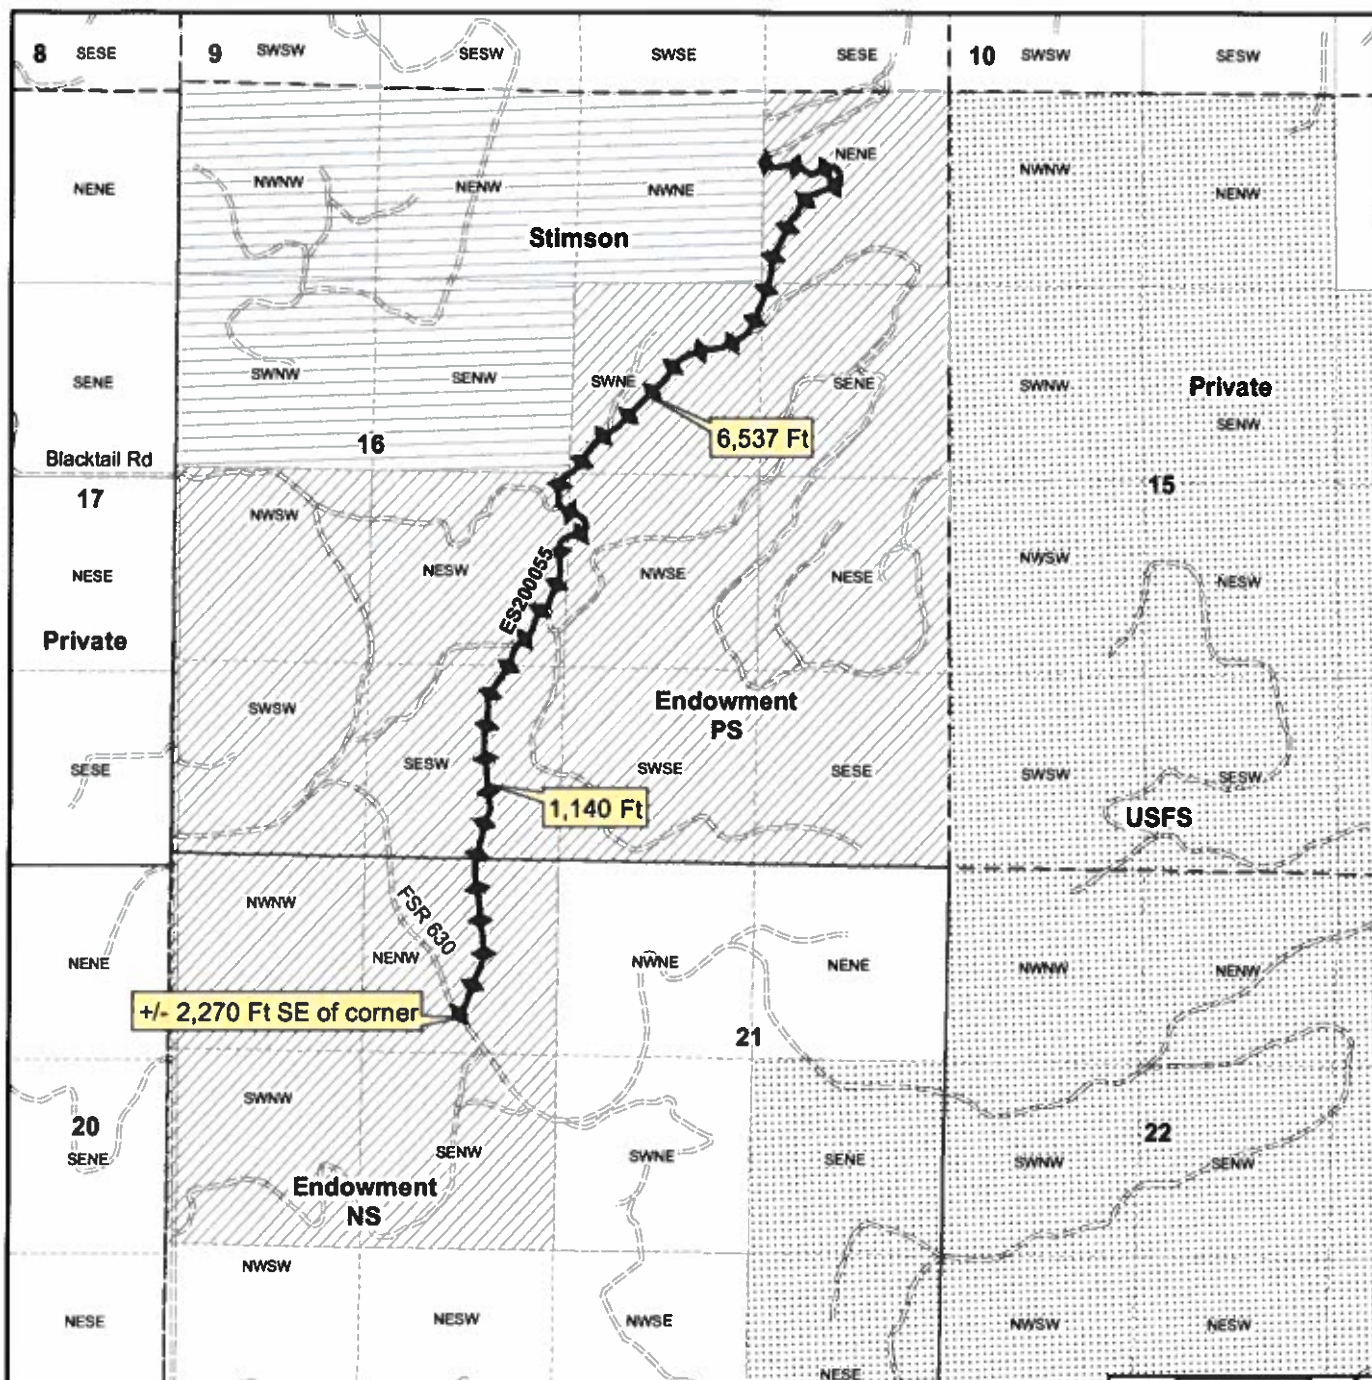 8
SESE
9
SWSW
SESW
SWSE
SESE
10
SWSW
SESW
NENE
NWNW
NENW
NWNE
NENE
NWNW
NENW
Stimson
SENE
SWNW
SENW
SWNE
SENE
SWNW
Private
SENW
6,537 Ft
16
Blacktail Rd
17
15
NWSW
NESE
NESW
ES200055
NWSE
NESE
NWSW
NESW
Private
SWSW
Endowment
PS
SESE
SESW
SWSE
SESE
SWSW
SESW
1,140 Ft
USFS
NWNW
FSR 630
NENE
NENW
NWNE
NENE
NWNW
NENW
+/- 2,270 Ft SE of corner
21
20
SENE
SWNW
SENW
SWNE
SENE
22
SWNW
SENW
Endowment
NS
NWSW
NESE
NESW
NWSE
NWSW
NESW
NESE